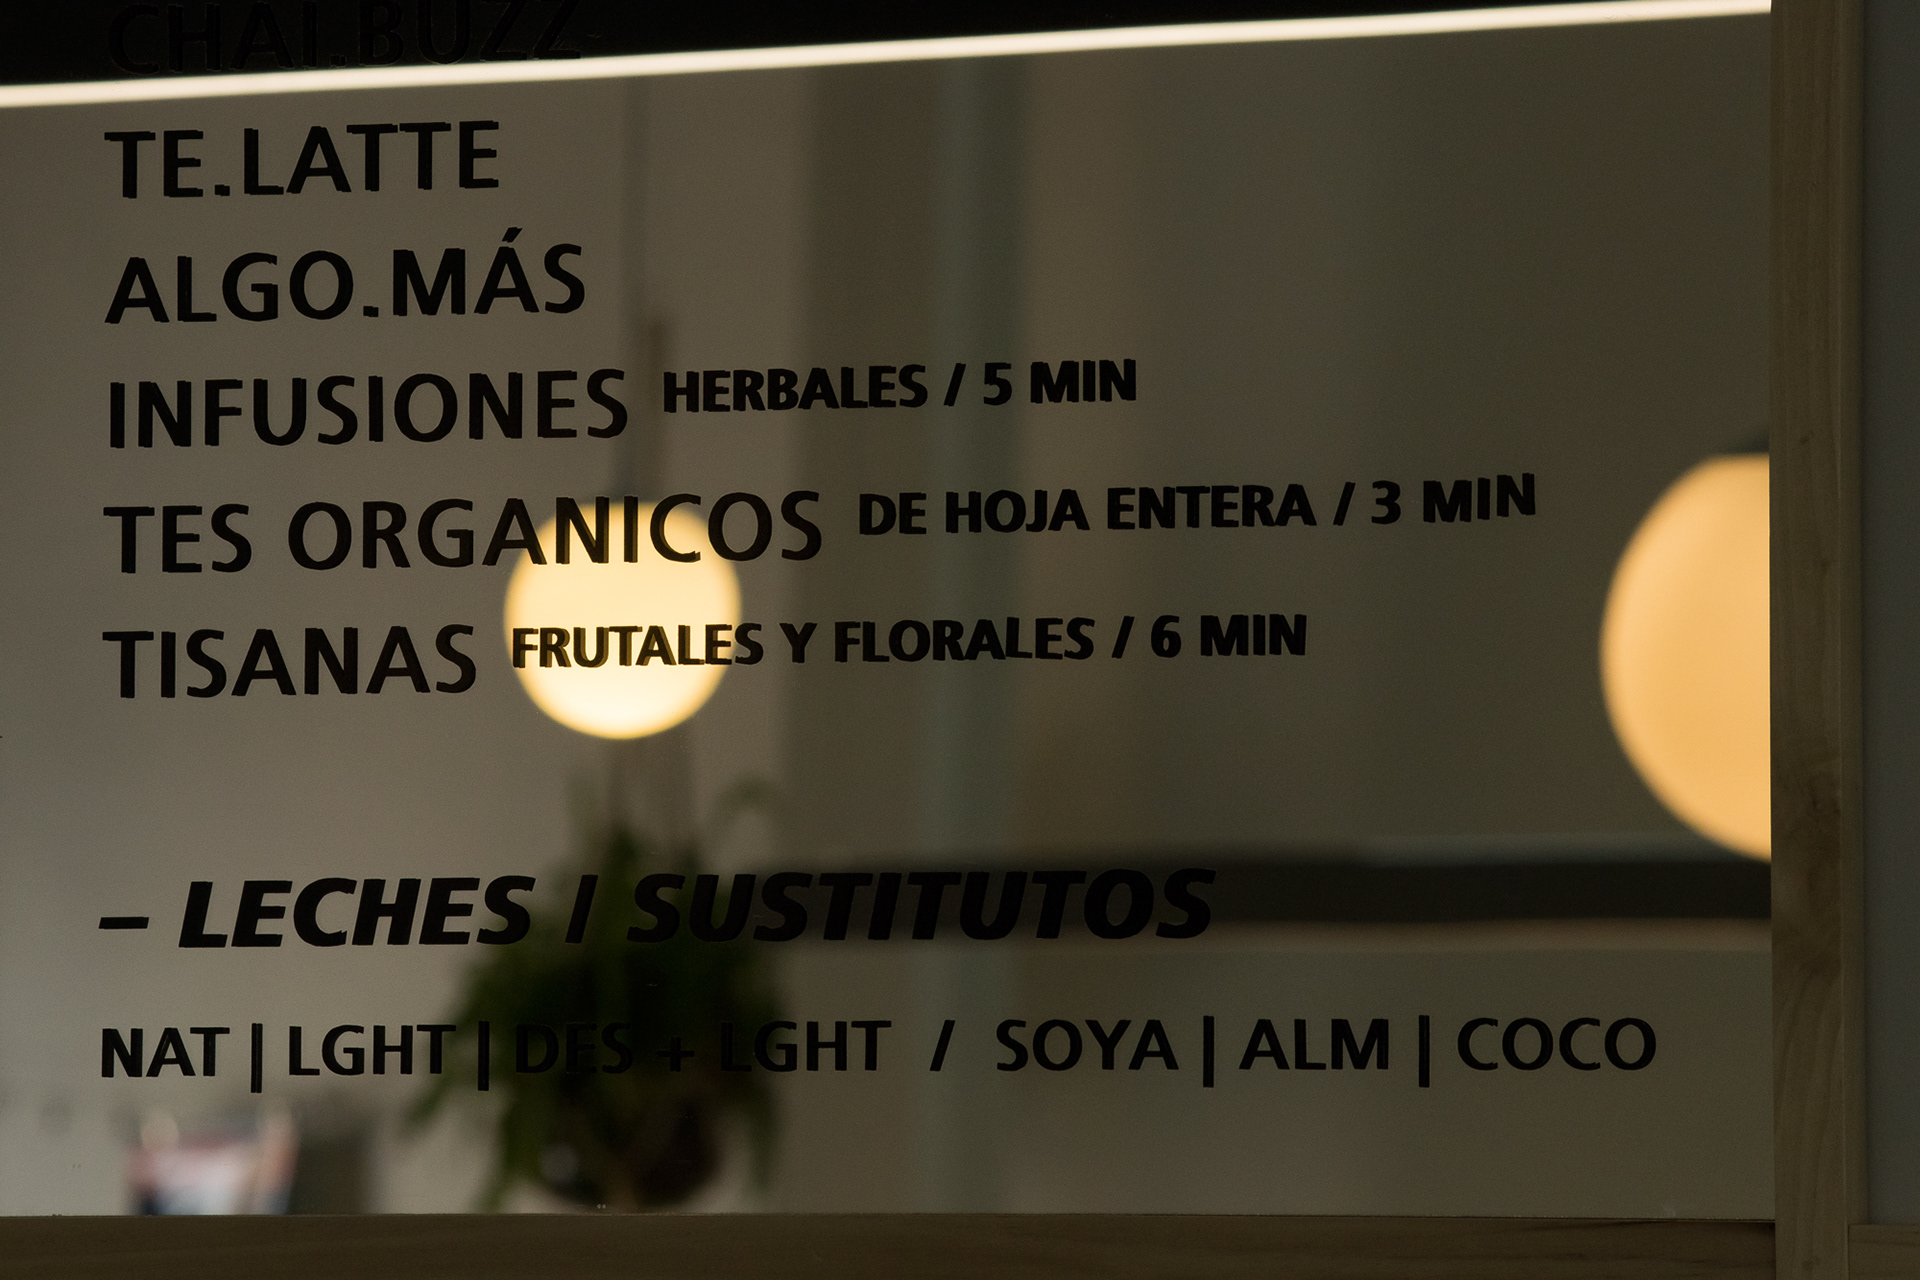 CHAI.BUZZ
TE.LATTE
ALGO.MÁS
INFUSIONES HERBALES / 5 MIN
TES ORGANICOS DE HOJA ENTERA / 3 MIN
TISANAS FRUTALES Y FLORALES / 6 MIN
– LECHES / SUSTITUTOS
NAT | LGHT | DES + LGHT / SOYA | ALM | COCO